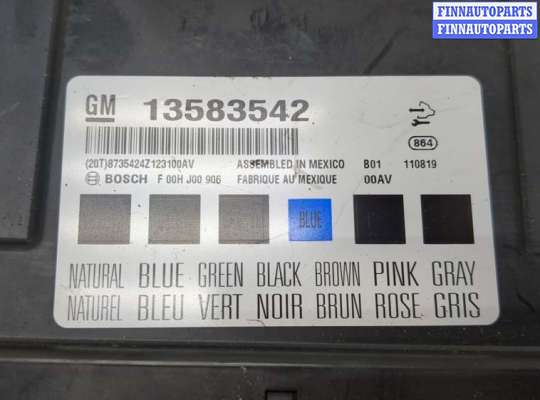 FINNAUTOPARTS
FINNAUTOPARTS
GM 13583542
864
(20T)8735424Z123100AV ASSEMBLED IN MEXICO B01 110819
BOSCH F 00H J00 906 FABRIQUE AU MEXIQUE 00AV
BLUE
NATURAL BLUE GREEN BLACK BROWN PINK GRAY
NATUREL BLEU VERT NOIR BRUN ROSE GRIS